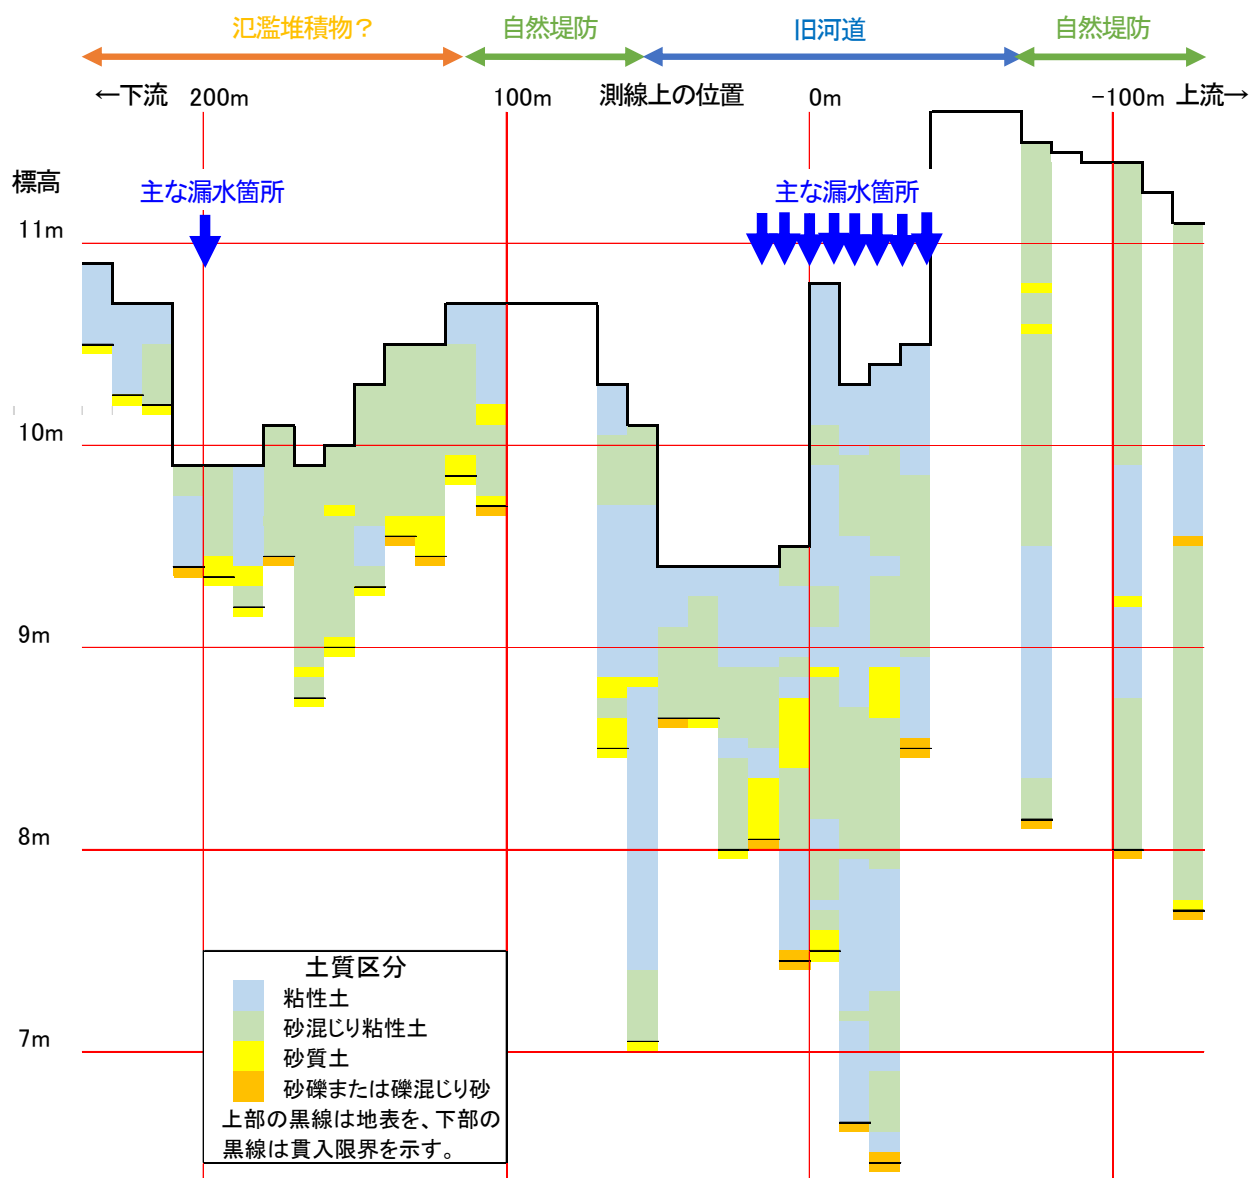 氾濫堆積物？ 自然堤防 旧河道 自然堤防
←下流 200m 100m 測線上の位置 0m -100m 上流→
標高
主な漏水箇所 主な漏水箇所
11m
10m
9m
8m
7m
土質区分
粘性土
砂混じり粘性土
砂質土
砂礫または礫混じり砂
上部の黒線は地表を、下部の
黒線は貫入限界を示す。